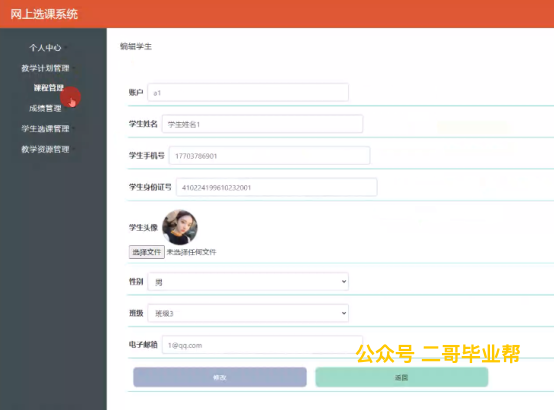 网上选课系统
个人中心
编辑学生
教学计划管理
课程管理
成绩管理
学生选课管理
教学资源管理
账户 a1
学生姓名 学生姓名1
学生手机号 17703786901
学生身份证号 410224199610232001
学生头像
选择文件 未选择任何文件
性别 男
班级 班级3
电子邮箱 1@qq.com
公众号 二哥毕业帮
修改 返回